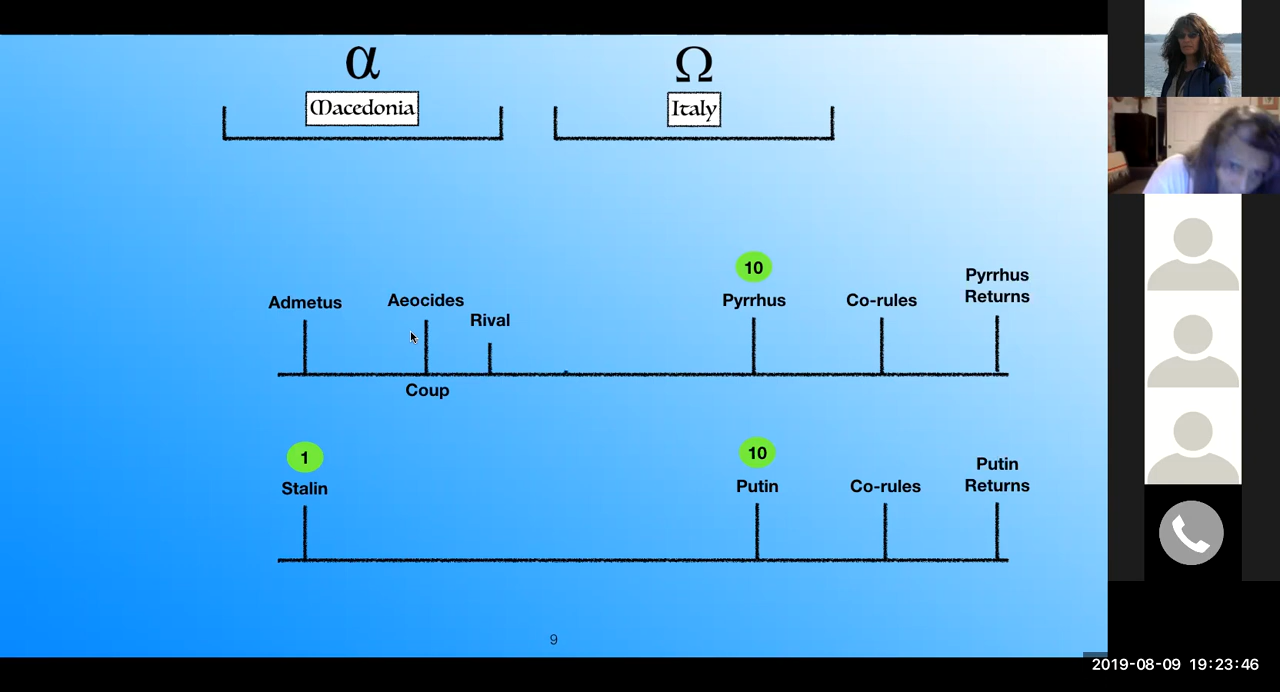 α
Ω
Macedonia
Italy
10
Pyrrhus
Returns
Admetus
Aeocides
Rival
Pyrrhus
Co-rules
Coup
1
10
Putin
Returns
Stalin
Putin
Co-rules
9
2019-08-09 19:23:46